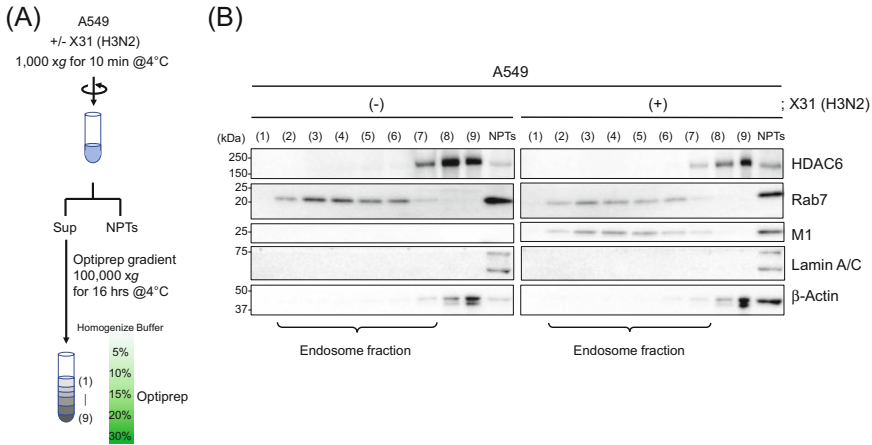 (A)
A549
+/- X31 (H3N2)
1,000 xg for 10 min @4°C
Sup
NPTs
Optiprep gradient
100,000 xg
for 16 hrs @4°C
Homogenize Buffer
5%
10%
15%
20%
30%
(1)
(9)
Optiprep
(B)
A549
(-)
(+)
; X31 (H3N2)
(kDa) (1) (2) (3) (4) (5) (6) (7) (8) (9) NPTs (1) (2) (3) (4) (5) (6) (7) (8) (9) NPTs
250
150
HDAC6
25
20
Rab7
25
M1
75
Lamin A/C
50
37
β-Actin
Endosome fraction
Endosome fraction